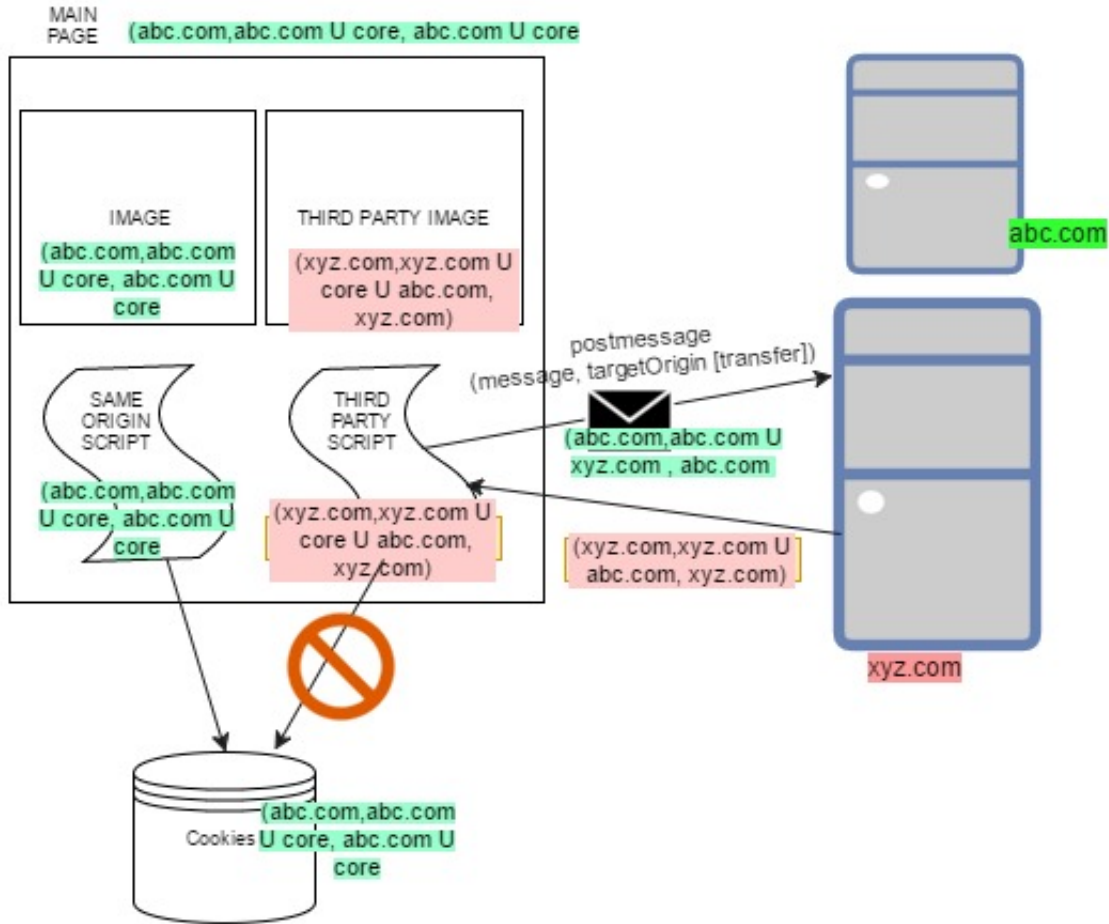 MAIN
PAGE
(abc.com,abc.com U core, abc.com U core
IMAGE
(abc.com,abc.com
U core, abc.com U
core
THIRD PARTY IMAGE
(xyz.com,xyz.com U
core U abc.com,
xyz.com)
abc.com
postmessage
(message, targetOrigin [transfer])
SAME
ORIGIN
SCRIPT
(abc.com,abc.com
U core, abc.com U
core
THIRD
PARTY
SCRIPT
(xyz.com,xyz.com U
core U abc.com,
xyz.com)
(abc.com,abc.com U
xyz.com , abc.com
(xyz.com,xyz.com U
abc.com, xyz.com)
xyz.com
Cookies
(abc.com,abc.com
U core, abc.com U
core